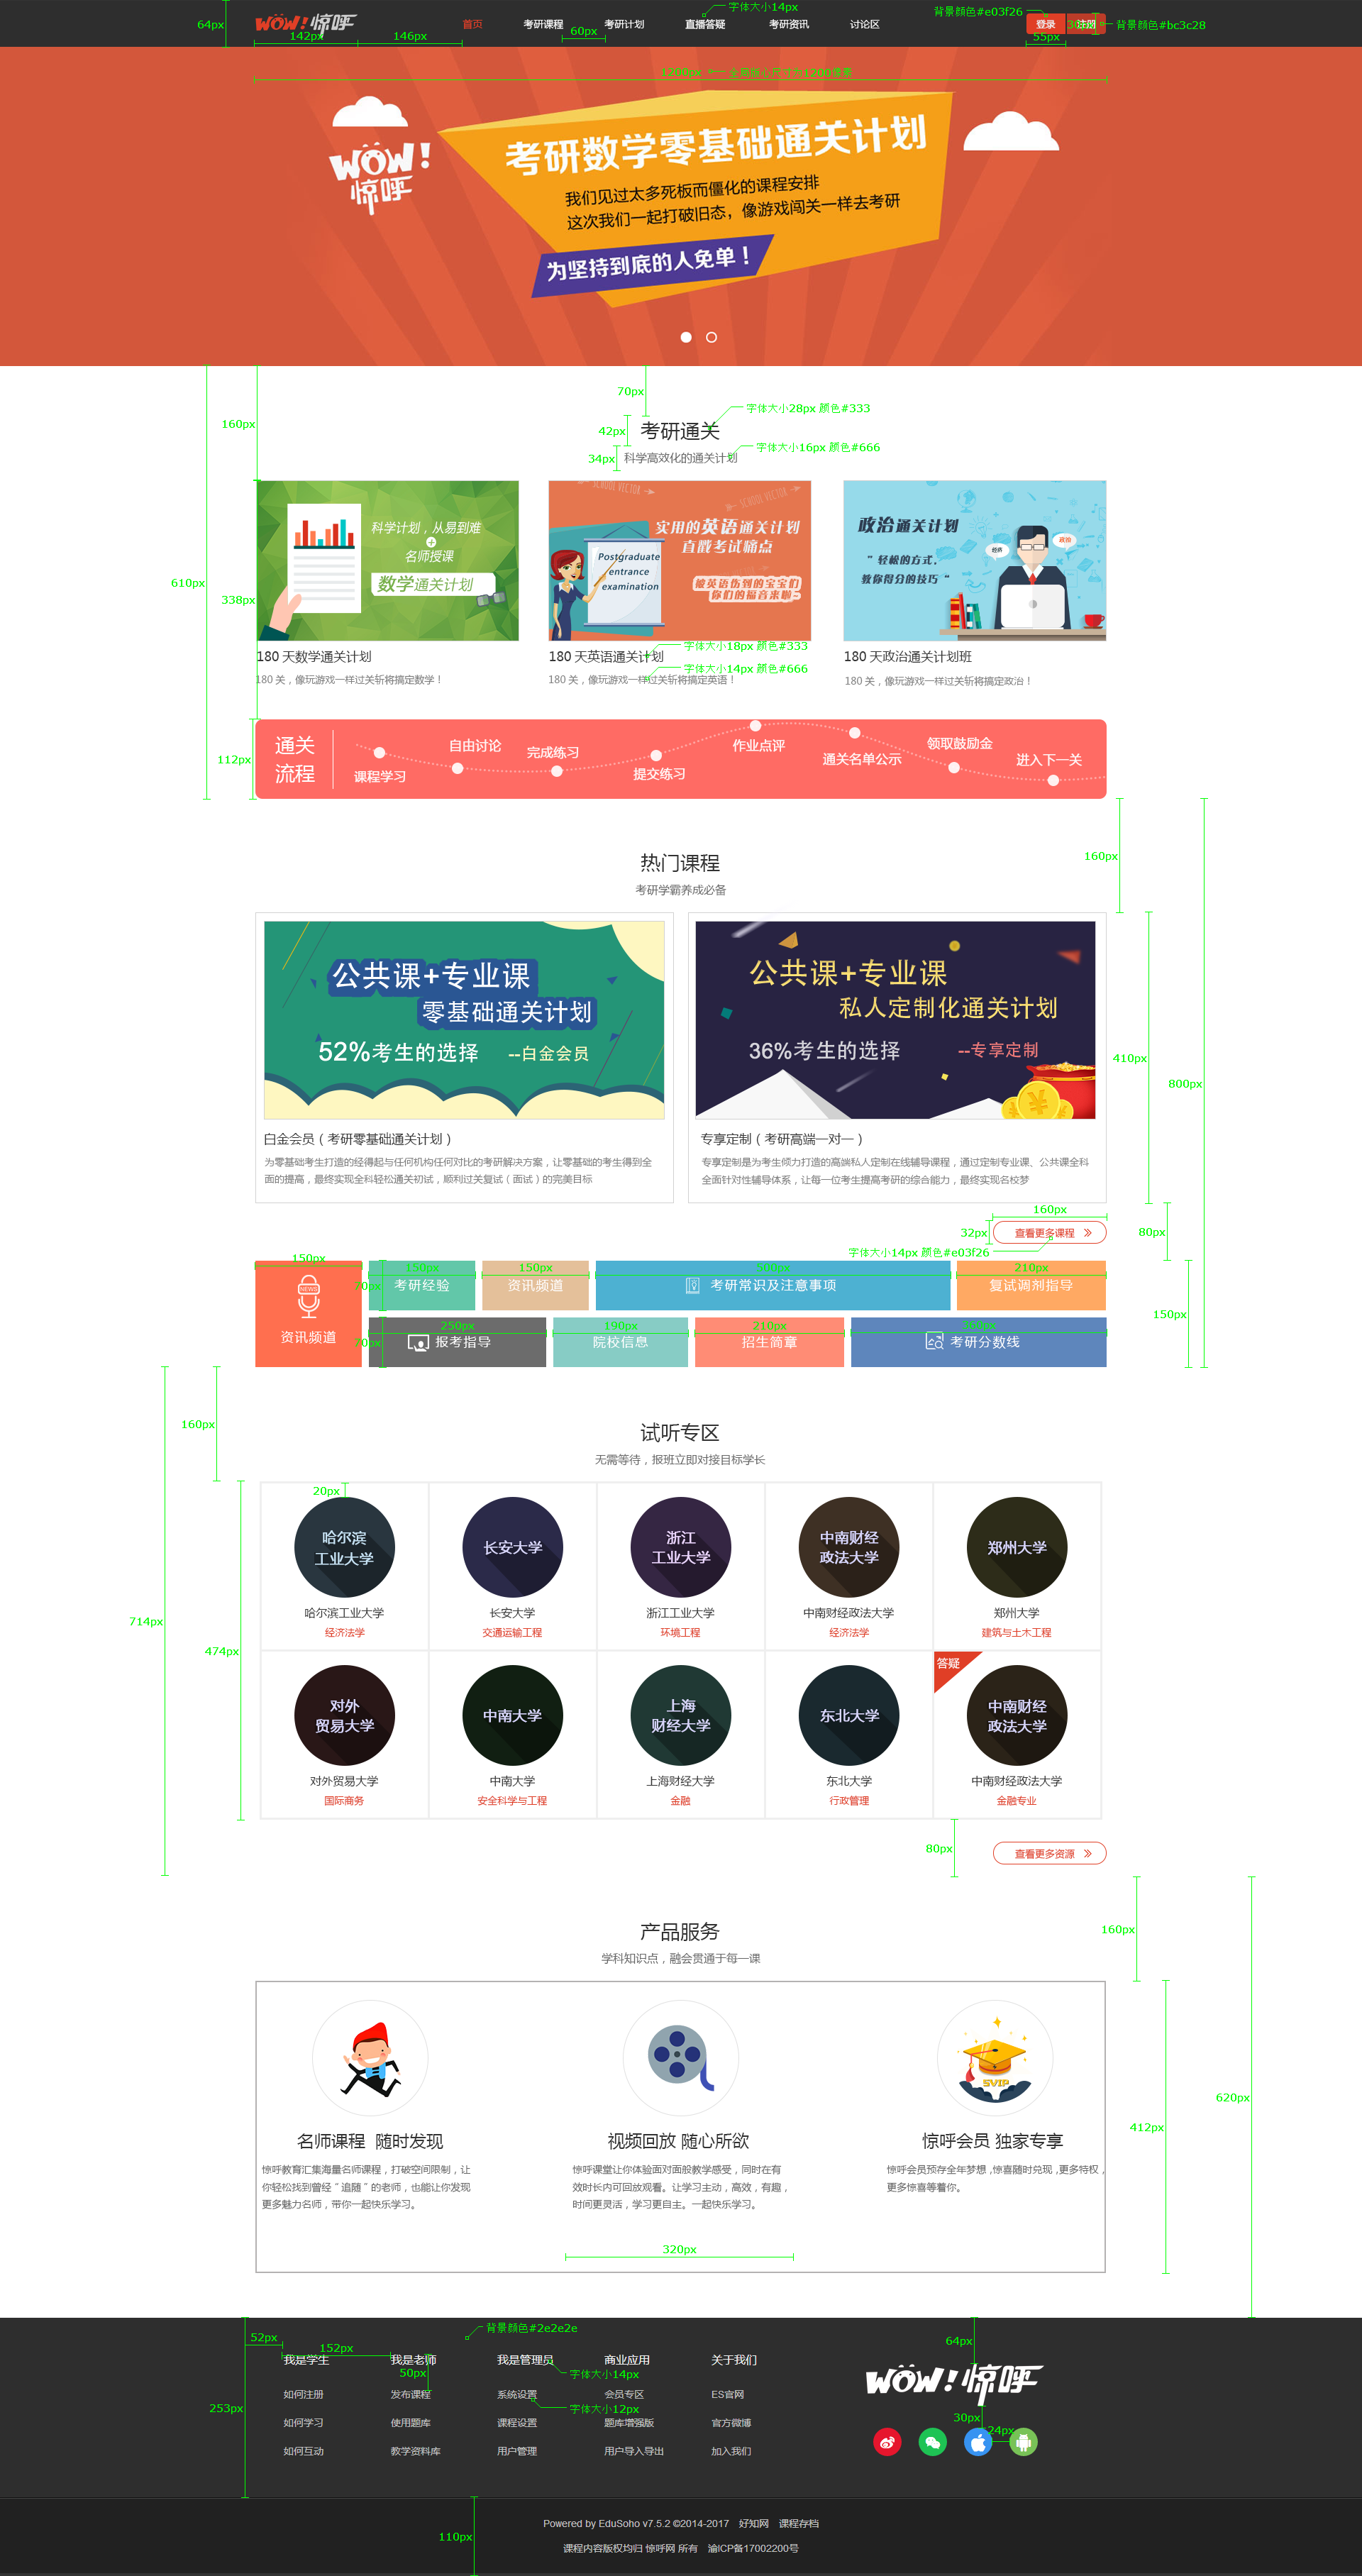 64px
WOW!惊呼
142px
146px
首页
考研课程
60px
考研计划
直播答疑
字体大小14px
考研资讯
讨论区
背景颜色#e03f26
登录
注册
55px
背景颜色#bc3c28
1200px
全局核心尺寸为1200像素
WOW!
惊呼
考研数学零基础通关计划
我们见过太多死板而僵化的课程安排
这次我们一起打破旧态，像游戏闯关一样去考研
为坚持到底的人免单！
70px
160px
字体大小28px 颜色#333
42px
考研通关
字体大小16px 颜色#666
34px
科学高效化的通关计划
科学计划，从易到难
+
名师授课
数学通关计划
SCHOOL VECTOR
SCHOOL VECTOR
实用的英语通关计划
直戳考试痛点
Postgraduate
entrance
examination
被英语伤到的宝宝们
你们的福音来啦~
政治通关计划
"轻松的方式，
教你得分的技巧"
政治
610px
338px
180 天数学通关计划
180 关，像玩游戏一样过关斩将搞定数学！
180 天英语通关计划
180 关，像玩游戏一样过关斩将搞定英语！
字体大小18px 颜色#333
字体大小14px 颜色#666
180 天政治通关计划班
180 关，像玩游戏一样过关斩将搞定政治！
112px
通关
流程
课程学习
自由讨论
完成练习
提交练习
作业点评
通关名单公示
领取鼓励金
进入下一关
160px
热门课程
考研学霸养成必备
公共课+专业课
零基础通关计划
52%考生的选择
--白金会员
公共课+专业课
私人定制化通关计划
36%考生的选择
--专享定制
410px
800px
白金会员（考研零基础通关计划）
为零基础考生打造的经得起与任何机构任何对比的考研解决方案，让零基础的考生得到全
面的提高，最终实现全科轻松通关初试，顺利过关复试（面试）的完美目标
专享定制（考研高端一对一）
专享定制是为考生倾力打造的高端私人定制在线辅导课程，通过定制专业课、公共课全科
全面针对性辅导体系，让每一位考生提高考研的综合能力，最终实现名校梦
160px
32px
查看更多课程
80px
字体大小14px 颜色#e03f26
150px
NEWS
资讯频道
150px
70px
考研经验
150px
资讯频道
500px
考研常识及注意事项
210px
复试调剂指导
150px
250px
70px
报考指导
190px
院校信息
210px
招生简章
360px
考研分数线
160px
试听专区
无需等待，报班立即对接目标学长
20px
哈尔滨
工业大学
长安大学
浙江
工业大学
中南财经
政法大学
郑州大学
哈尔滨工业大学
长安大学
浙江工业大学
中南财经政法大学
郑州大学
经济法学
交通运输工程
环境工程
经济法学
建筑与土木工程
714px
474px
答疑
对外
贸易大学
中南大学
上海
财经大学
东北大学
中南财经
政法大学
对外贸易大学
中南大学
上海财经大学
东北大学
中南财经政法大学
国际商务
安全科学与工程
金融
行政管理
金融专业
80px
查看更多资源
160px
产品服务
学科知识点，融会贯通于每一课
SVIP
名师课程 随时发现
视频回放 随心所欲
惊呼会员 独家专享
620px
412px
惊呼教育汇集海量名师课程，打破空间限制，让
你轻松找到曾经"追随"的老师，也能让你发现
更多魅力名师，带你一起快乐学习。
惊呼课堂让你体验面对面般教学感受，同时在有
效时长内可回放观看。让学习主动，高效，有趣，
时间更灵活，学习更自主。一起快乐学习。
惊呼会员预存全年梦想,惊喜随时兑现,更多特权，
更多惊喜等着你。
320px
背景颜色#2e2e2e
52px
152px
64px
我是学生
我是老师
我是管理员
商业应用
关于我们
50px
字体大小14px
如何注册
发布课程
系统设置
会员专区
ES官网
253px
字体大小12px
如何学习
使用题库
课程设置
题库增强版
官方微博
如何互动
教学资料库
用户管理
用户导入导出
加入我们
WOW!惊呼
30px
24px
110px
Powered by EduSoho v7.5.2 ©2014-2017 好知网 课程存档
课程内容版权均归 惊呼网 所有 渝ICP备17002200号